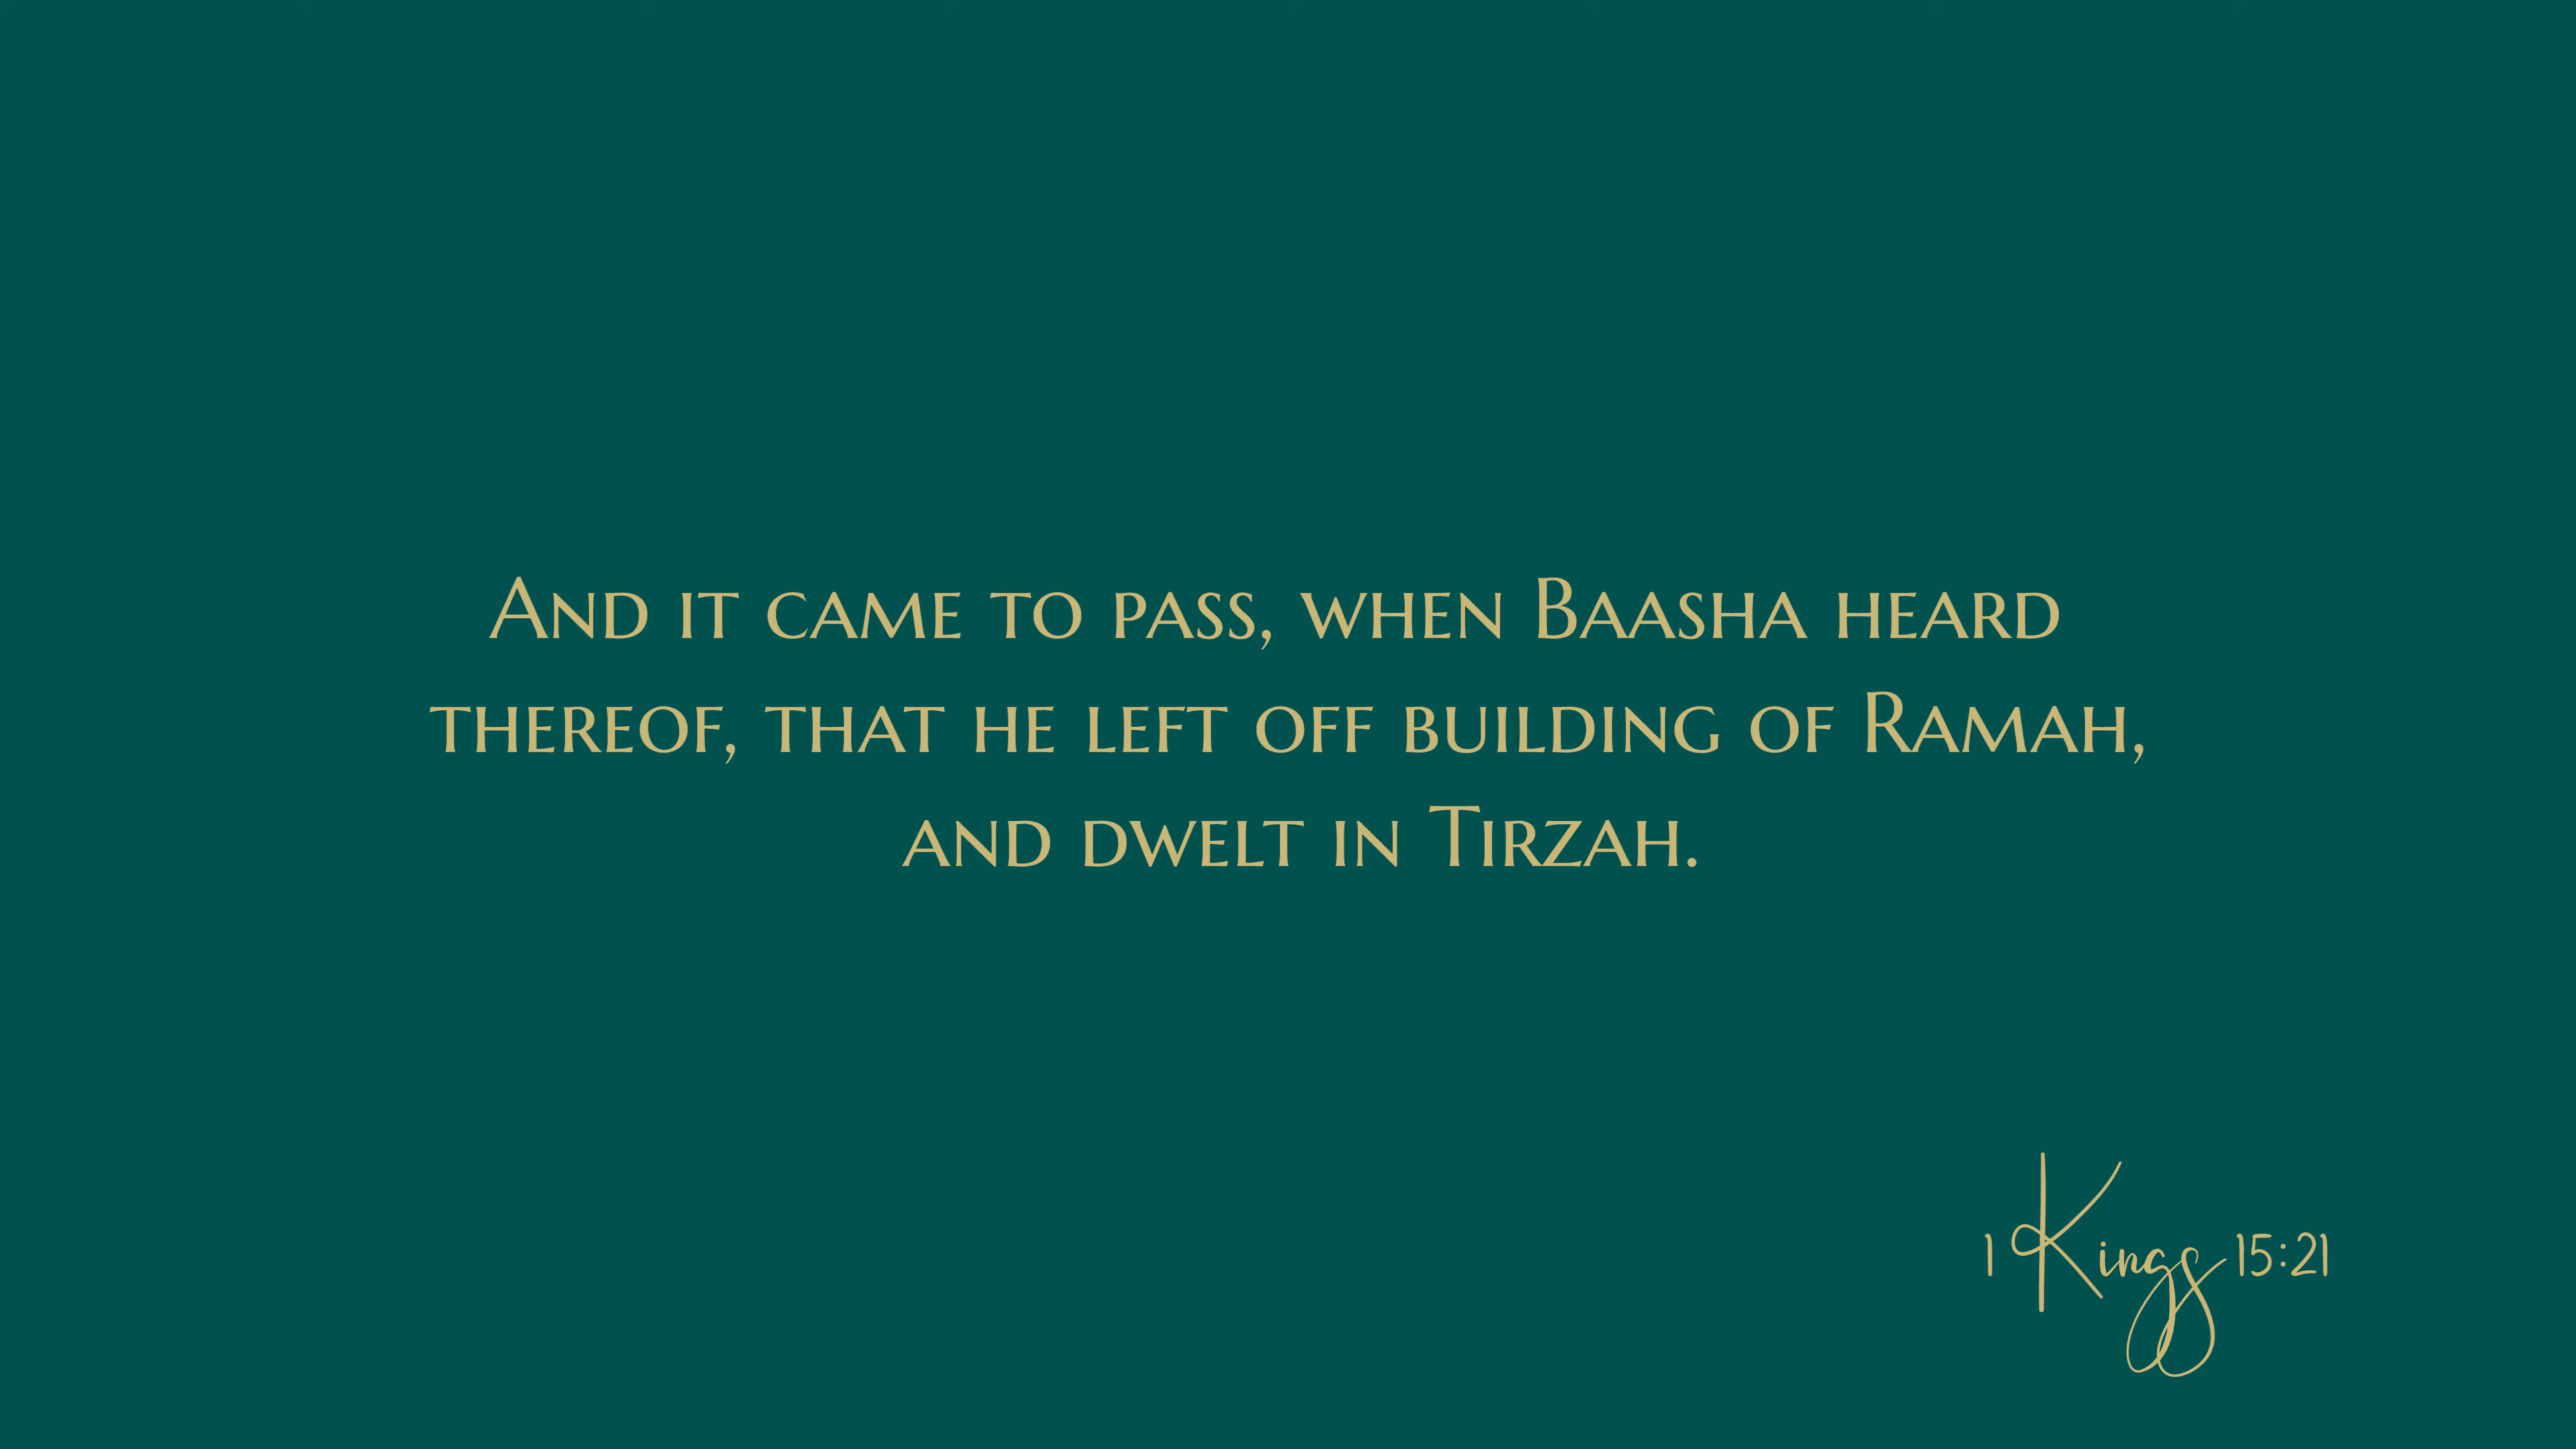 And it came to pass, when Baasha heard
thereof, that he left off building of Ramah,
and dwelt in Tirzah.
1 Kings 15:21